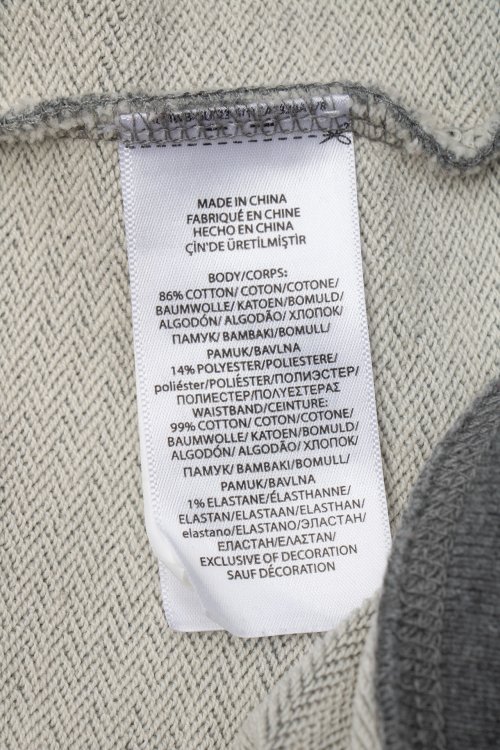 MADE IN CHINA
FABRIQUÉ EN CHINE
HECHO EN CHINA
ÇİN'DE ÜRETİLMİŞTİR
BODY/CORPS:
86% COTTON/ COTON/COTONE/
BAUMWOLLE/ KATOEN/BOMULD/
ALGODÓN/ ALGODÃO/ ХЛОПОК/
ПАМУК/ BAMBAKI/BOMULL/
PAMUK/BAVLNA
14% POLYESTER/POLIESTERE/
poliéster/POLIÉSTER/ПОЛИЭСТЕР/
ПОЛИЕСТЕР/ΠΟΛΥΕΣΤΕΡΑΣ
WAISTBAND/CEINTURE:
99% COTTON/ COTON/COTONE/
BAUMWOLLE/ KATOEN/BOMULD/
ALGODÓN/ ALGODÃO/ ХЛОПОК/
ПАМУК/ BAMBAKI/BOMULL/
PAMUK/BAVLNA
1% ELASTANE/ÉLASTHANNE/
ELASTAN/ELASTAAN/ELASTHAN/
elastano/ELASTANO/ЭЛАСТАН/
ЕЛАСТАН/ΕΛΑΣΤΑΝ/
EXCLUSIVE OF DECORATION
SAUF DÉCORATION